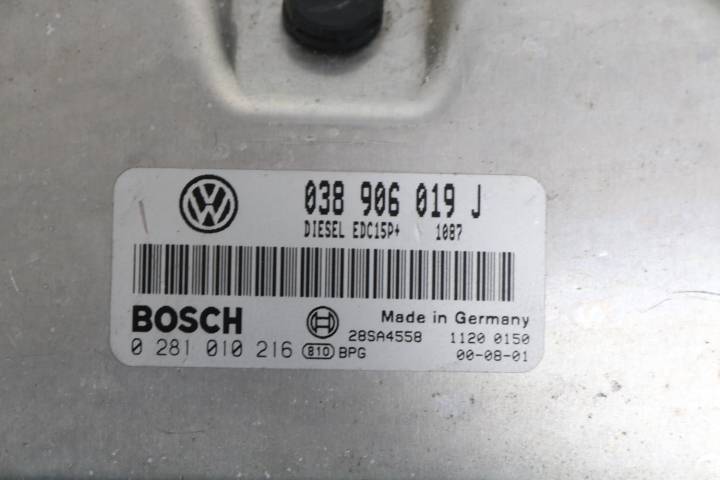 038 906 019 J
DIESEL EDC15P+ 1087
BOSCH
Made in Germany
0 281 010 216
810 BPG
28SA4558 1120 0150
00-08-01